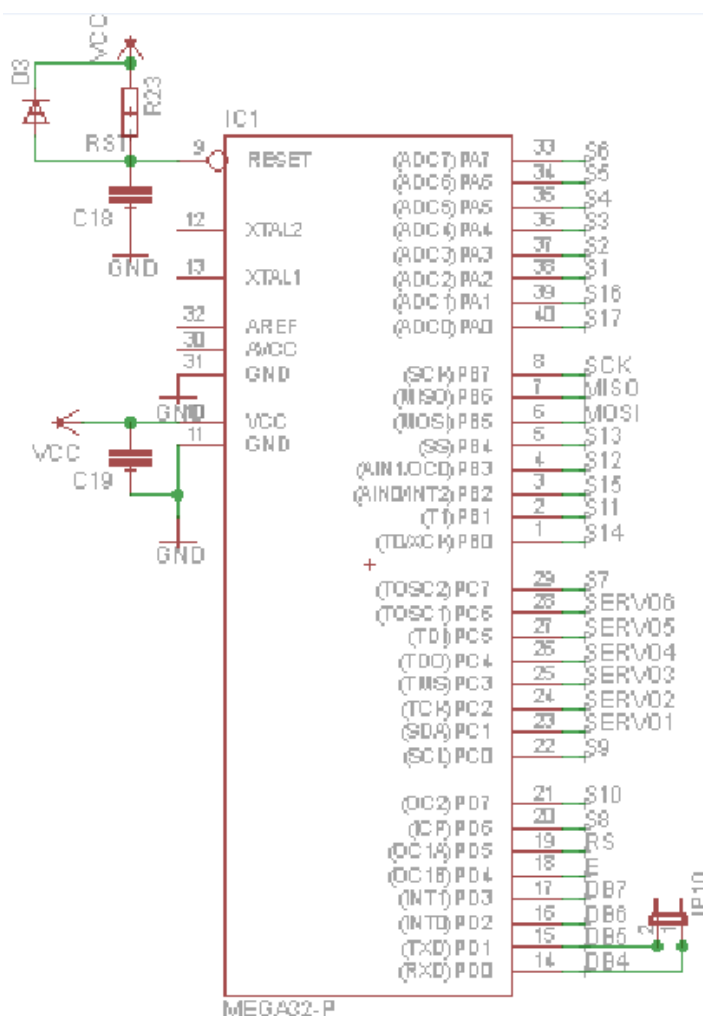 VCC
D3
R23
RST
C18
GND
IC1
9 RESET
12 XTAL2
13 XTAL1
32 AREF
30 AVCC
31 GND
GND
10 VCC
11 GND
VCC
C19
GND
(ADC7)PA7 33 S6
(ADC6)PA6 34 S5
(ADC5)PA5 35 S4
(ADC4)PA4 36 S3
(ADC3)PA3 37 S2
(ADC2)PA2 38 S1
(ADC1)PA1 39 S16
(ADC0)PA0 40 S17
(SCK)PB7 8 SCK
(MISO)PB6 7 MISO
(MOSI)PB5 6 MOSI
(SS)PB4 5 S13
(AIN1/OC0)PB3 4 S12
(AIN0/INT2)PB2 3 S15
(T1)PB1 2 S11
(T0/XCK)PB0 1 S14
(TOSC2)PC7 29 S7
(TOSC1)PC6 28 SERVO6
(TDI)PC5 27 SERVO5
(TDO)PC4 26 SERVO4
(TMS)PC3 25 SERVO3
(TCK)PC2 24 SERVO2
(SDA)PC1 23 SERVO1
(SCL)PC0 22 S9
(OC2)PD7 21 S10
(ICP)PD6 20 S8
(OC1A)PD5 19 RS
(OC1B)PD4 18 E
(INT1)PD3 17 DB7
(INT0)PD2 16 DB6
(TXD)PD1 15 DB5
(RXD)PD0 14 DB4
2 1
JP10
MEGA32-P